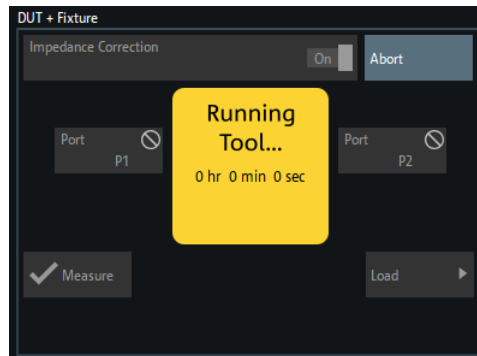 DUT + Fixture
Impedance Correction
On
Abort
Running
Tool...
0 hr 0 min 0 sec
Port
P1
Port
P2
Measure
Load